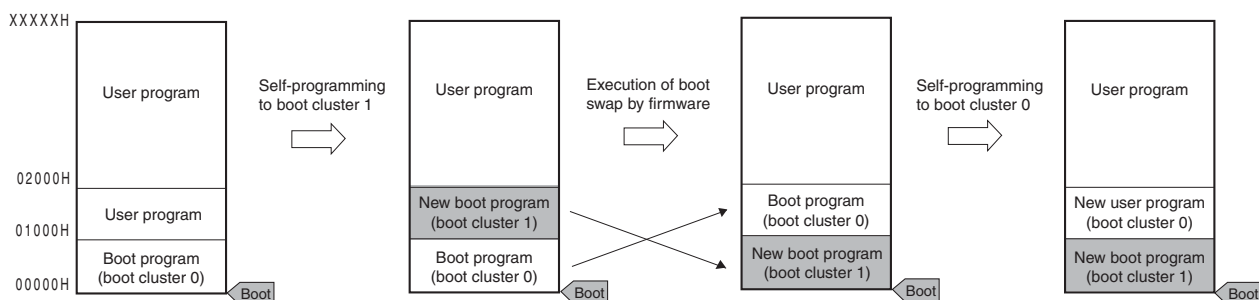 XXXXXH
User program
User program
Boot program
(boot cluster 0)
02000H
01000H
00000H
Boot
Self-programming
to boot cluster 1
User program
New boot program
(boot cluster 1)
Boot program
(boot cluster 0)
Boot
Execution of boot
swap by firmware
User program
Boot program
(boot cluster 0)
New boot program
(boot cluster 1)
Boot
Self-programming
to boot cluster 0
User program
New user program
(boot cluster 0)
New boot program
(boot cluster 1)
Boot